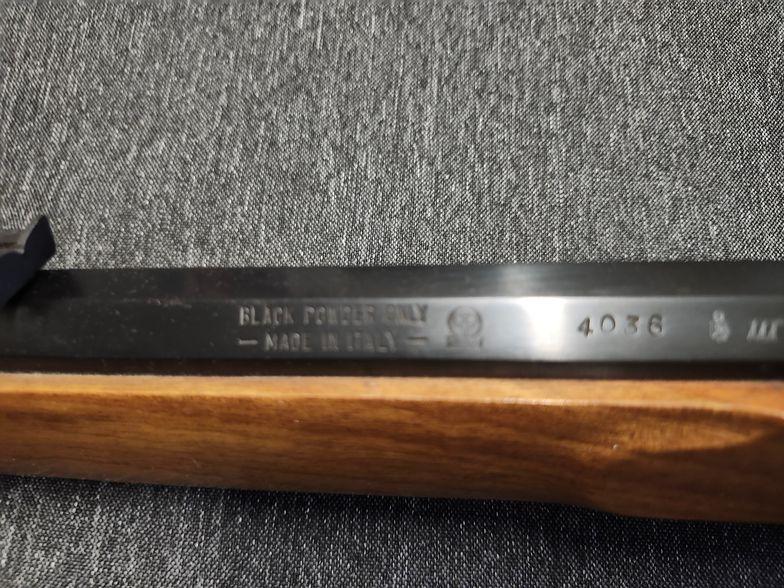 BLACK POWDER ONLY
— MADE IN ITALY —
4036